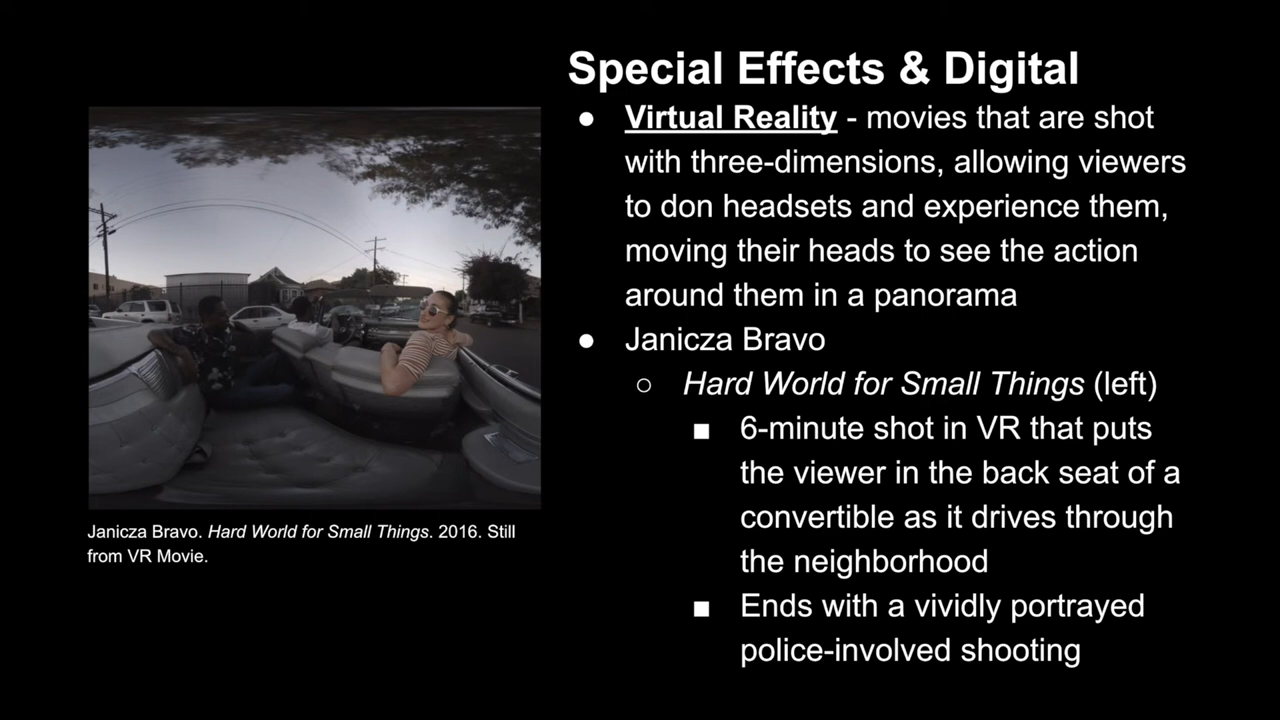 Special Effects & Digital
● Virtual Reality - movies that are shot
with three-dimensions, allowing viewers
to don headsets and experience them,
moving their heads to see the action
around them in a panorama
● Janicza Bravo
○ Hard World for Small Things (left)
■ 6-minute shot in VR that puts
the viewer in the back seat of a
convertible as it drives through
the neighborhood
■ Ends with a vividly portrayed
police-involved shooting
Janicza Bravo. Hard World for Small Things. 2016. Still
from VR Movie.